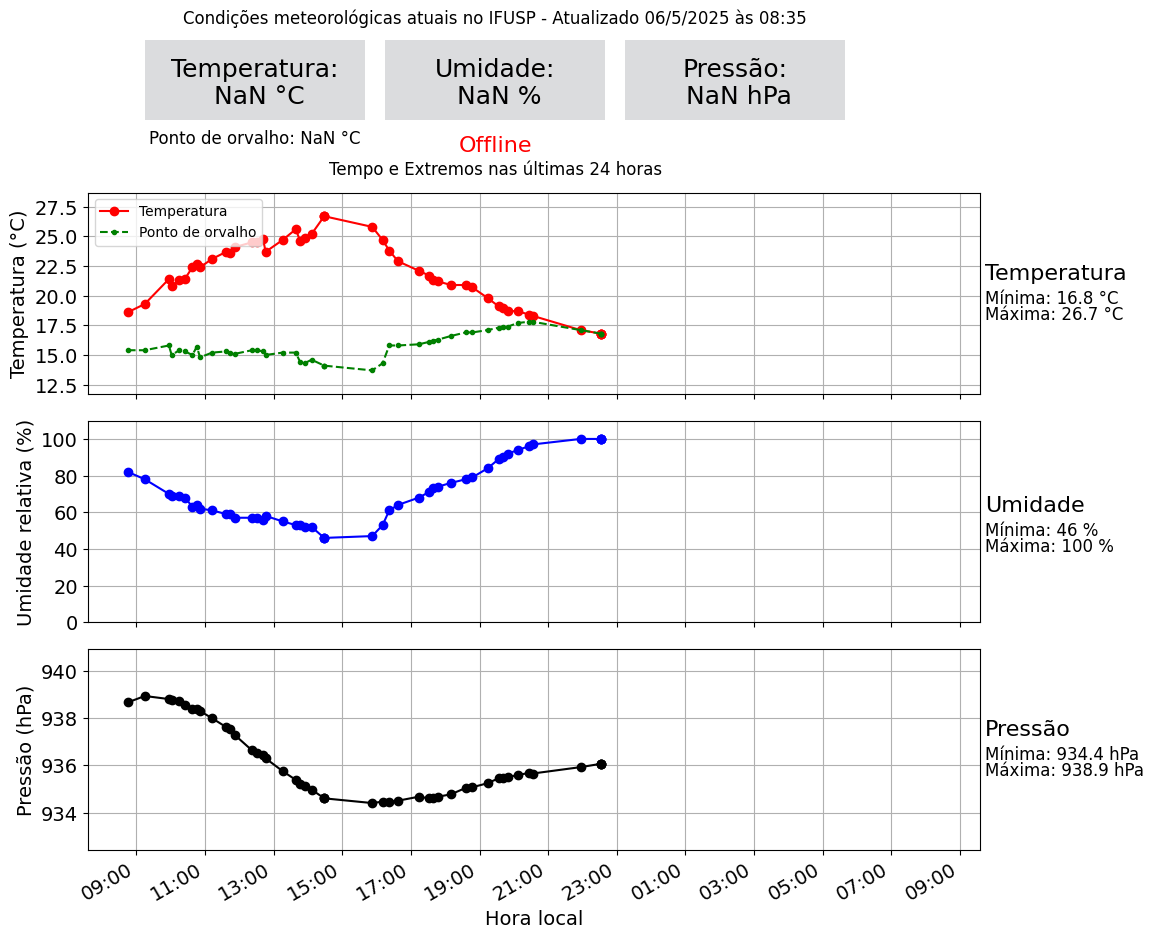 Condições meteorológicas atuais no IFUSP - Atualizado 06/5/2025 às 08:35
Temperatura:
NaN °C
Umidade:
NaN %
Pressão:
NaN hPa
Ponto de orvalho: NaN °C
Offline
Tempo e Extremos nas últimas 24 horas
Temperatura (°C)
27.5
25.0
22.5
20.0
17.5
15.0
12.5
Temperatura
Ponto de orvalho
Temperatura
Mínima: 16.8 °C
Máxima: 26.7 °C
Umidade relativa (%)
100
80
60
40
20
0
Umidade
Mínima: 46 %
Máxima: 100 %
Pressão (hPa)
940
938
936
934
Pressão
Mínima: 934.4 hPa
Máxima: 938.9 hPa
09:00
11:00
13:00
15:00
17:00
19:00
21:00
23:00
01:00
03:00
05:00
07:00
09:00
Hora local